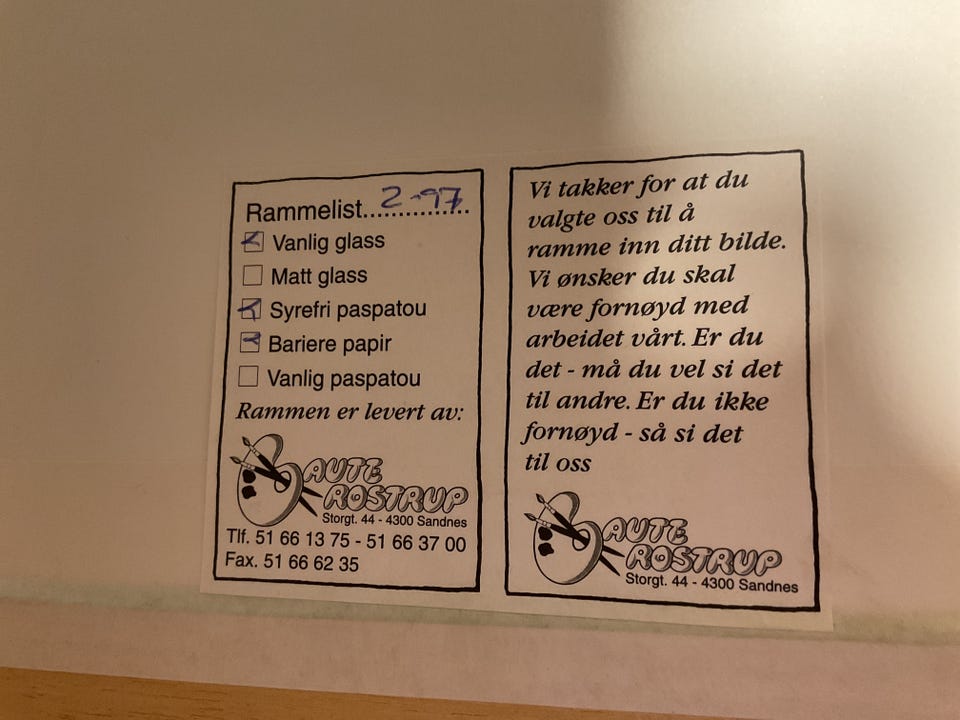 Rammelist....2-97
Vanlig glass
Matt glass
Syrefri paspatou
Bariere papir
Vanlig paspatou
Rammen er levert av:
BAUTE
ROSTRUP
Storgt. 44 - 4300 Sandnes
Tlf. 51 66 13 75 - 51 66 37 00
Fax. 51 66 62 35
Vi takker for at du
valgte oss til å
ramme inn ditt bilde.
Vi ønsker du skal
være fornøyd med
arbeidet vårt. Er du
det - må du vel si det
til andre. Er du ikke
fornøyd - så si det
til oss
BAUTE
ROSTRUP
Storgt. 44 - 4300 Sandnes